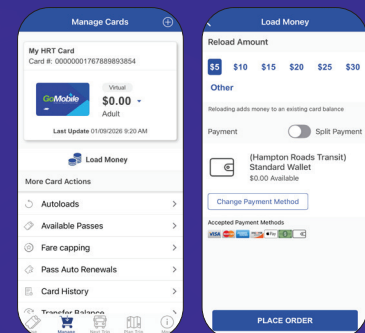 Manage Cards
My HRT Card
Card #: 00000001767889893854
GoMobile
Virtual
$0.00
Adult
Last Update 01/09/2026 9:20 AM
Load Money
More Card Actions
Autoloads
Available Passes
Fare capping
Pass Auto Renewals
Card History
Transfer Balance
Manage
Load Money
Reload Amount
$5 $10 $15 $20 $25 $30
Other
Reloading adds money to an existing card balance
Payment Split Payment
(Hampton Roads Transit)
Standard Wallet
$0.00 Available
Change Payment Method
Accepted Payment Methods
VISA
Pay
PLACE ORDER